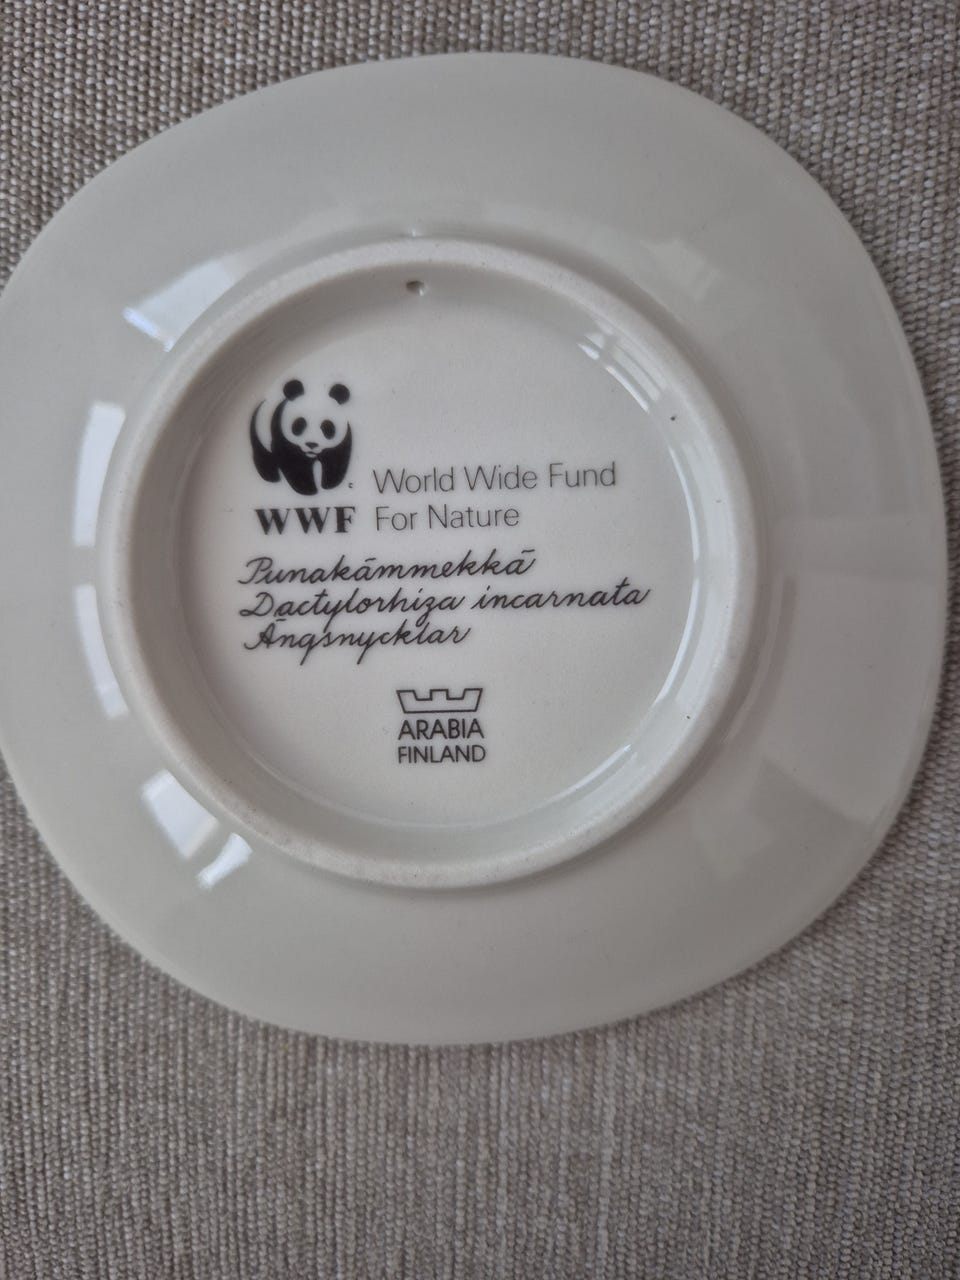 World Wide Fund
WWF For Nature
Punakämmekkä
Dactylorhiza incarnata
Ängsnycklar
ARABIA
FINLAND